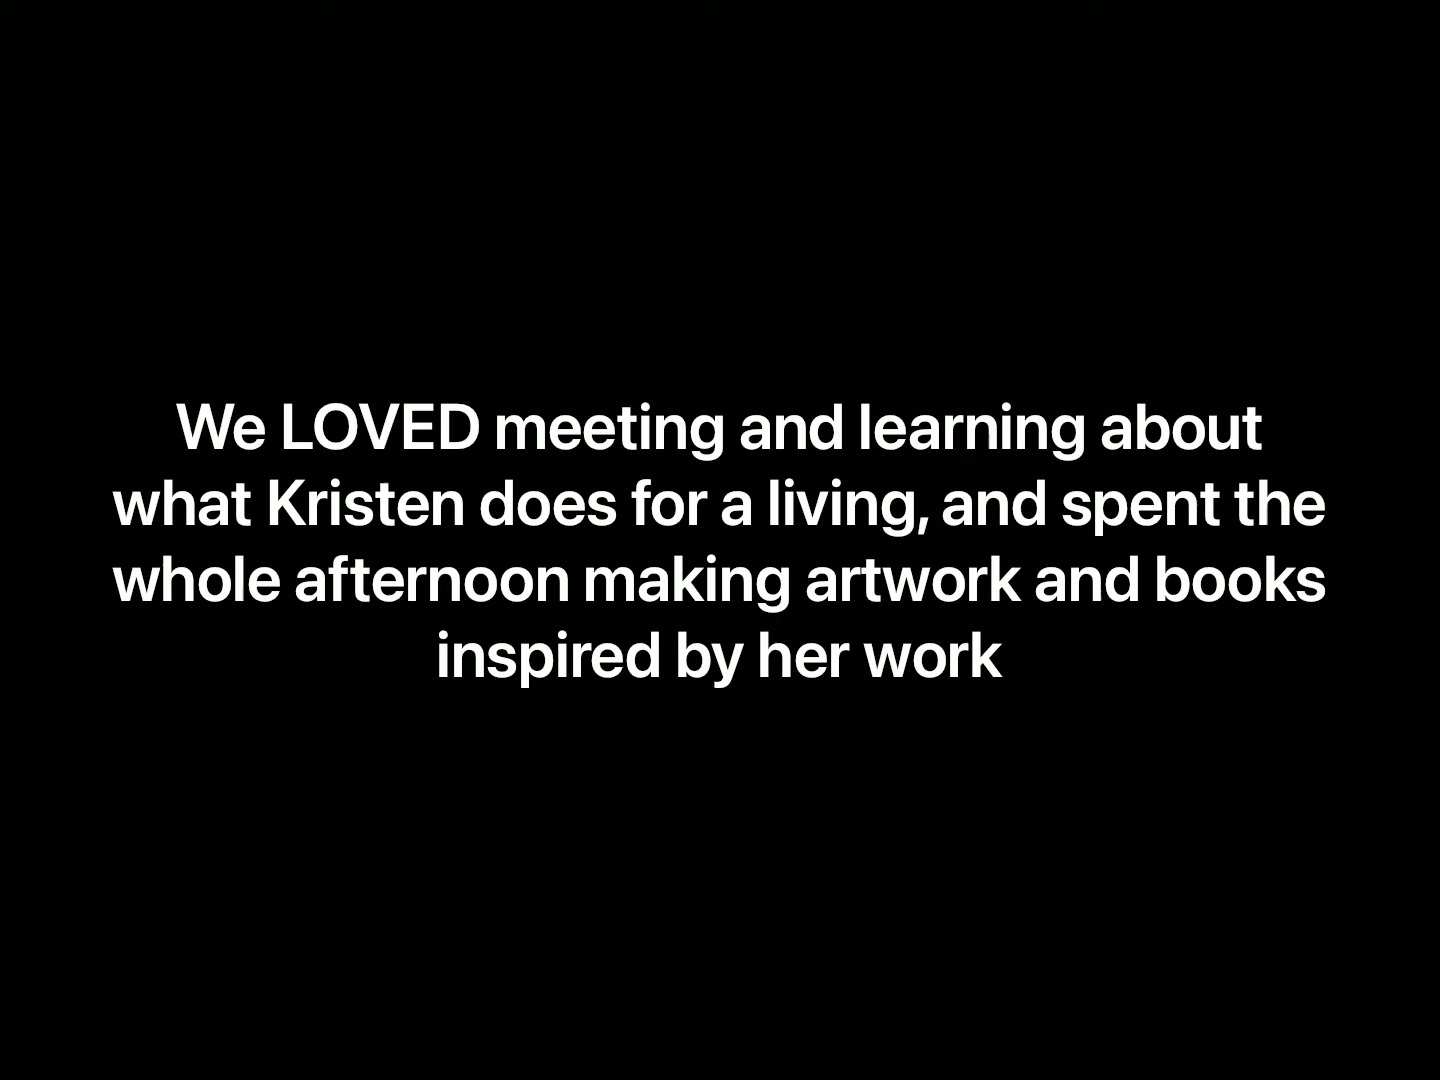 We LOVED meeting and learning about
what Kristen does for a living, and spent the
whole afternoon making artwork and books
inspired by her work